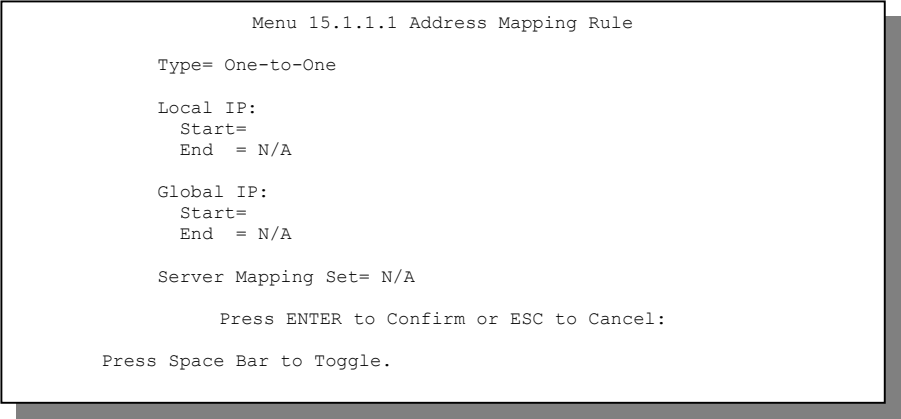 Menu 15.1.1.1 Address Mapping Rule
Type= One-to-One
Local IP:
Start=
End = N/A
Global IP:
Start=
End = N/A
Server Mapping Set= N/A
Press ENTER to Confirm or ESC to Cancel:
Press Space Bar to Toggle.